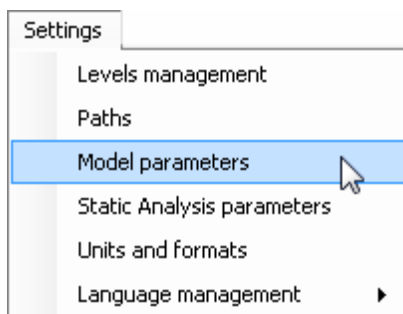 Settings
Levels management
Paths
Model parameters
Static Analysis parameters
Units and formats
Language management